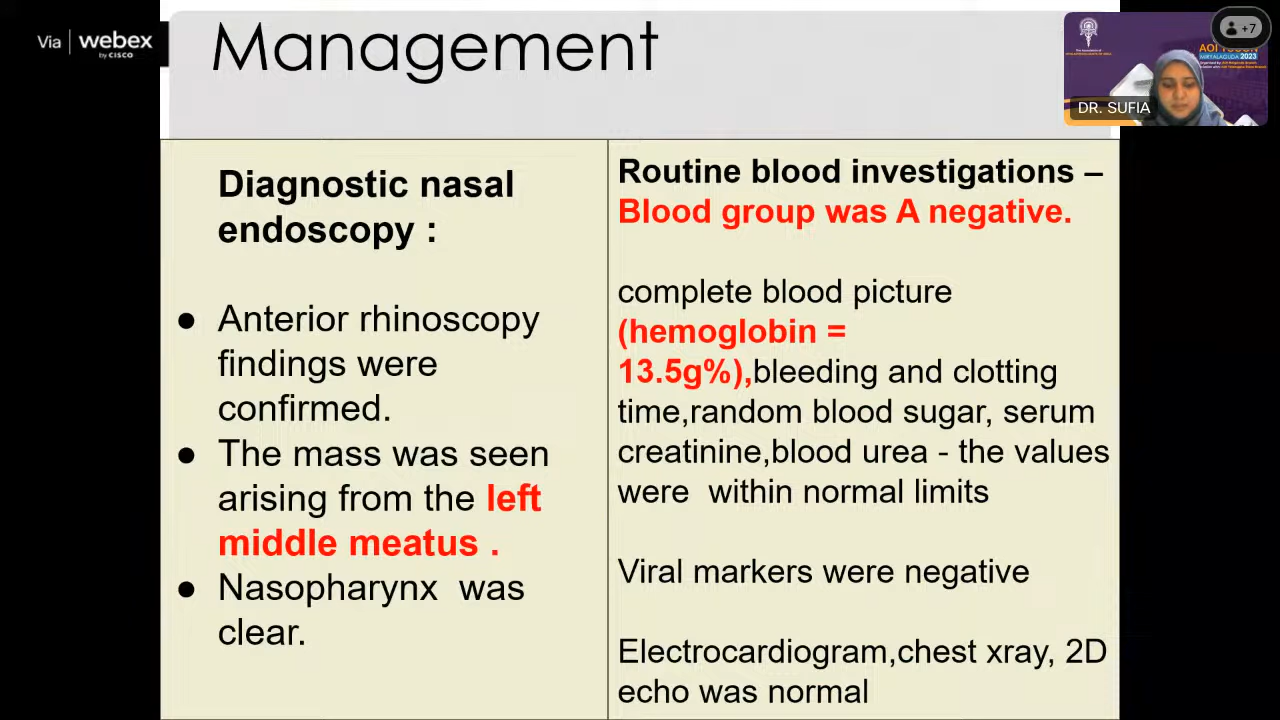 Via webex
by CISCO
Management
+7
MIRYALAGUDA 2023
DR. SUFIA
Diagnostic nasal
endoscopy :
● Anterior rhinoscopy
findings were
confirmed.
● The mass was seen
arising from the left
middle meatus .
● Nasopharynx was
clear.
Routine blood investigations –
Blood group was A negative.
complete blood picture
(hemoglobin =
13.5g%),bleeding and clotting
time,random blood sugar, serum
creatinine,blood urea - the values
were within normal limits
Viral markers were negative
Electrocardiogram,chest xray, 2D
echo was normal